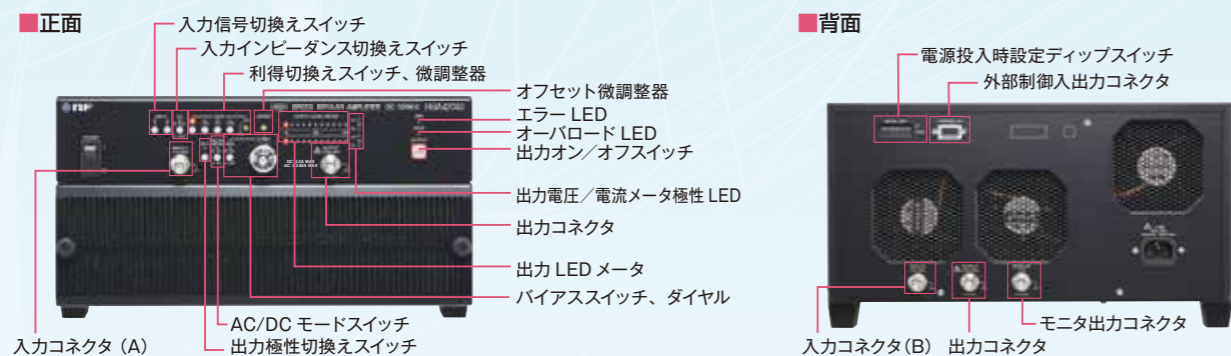 ■正面
入力信号切換えスイッチ
入力インピーダンス切換えスイッチ
利得切換えスイッチ、微調整器
オフセット微調整器
エラー LED
オーバロード LED
出力オン／オフスイッチ
出力電圧／電流メータ極性 LED
出力コネクタ
出力 LED メータ
バイアススイッチ、ダイヤル
AC/DC モードスイッチ
出力極性切換えスイッチ
入力コネクタ（A）
■背面
電源投入時設定ディップスイッチ
外部制御入出力コネクタ
モニタ出力コネクタ
入力コネクタ(B)
出力コネクタ